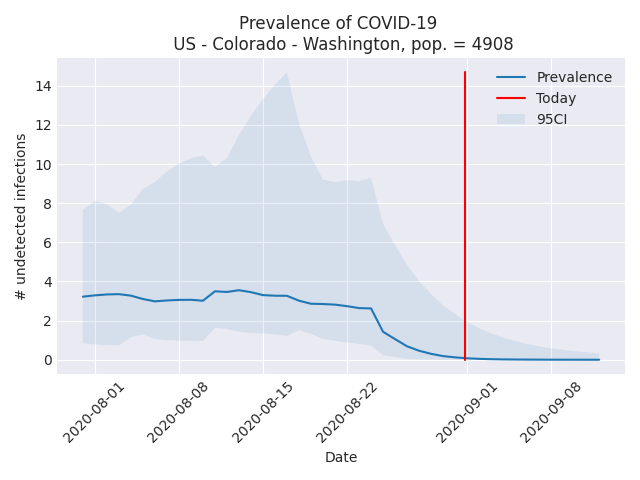 Prevalence of COVID-19
US - Colorado - Washington, pop. = 4908
Prevalence
Today
95CI
# undetected infections
14
12
10
8
6
4
2
0
2020-08-01
2020-08-08
2020-08-15
2020-08-22
2020-09-01
2020-09-08
Date